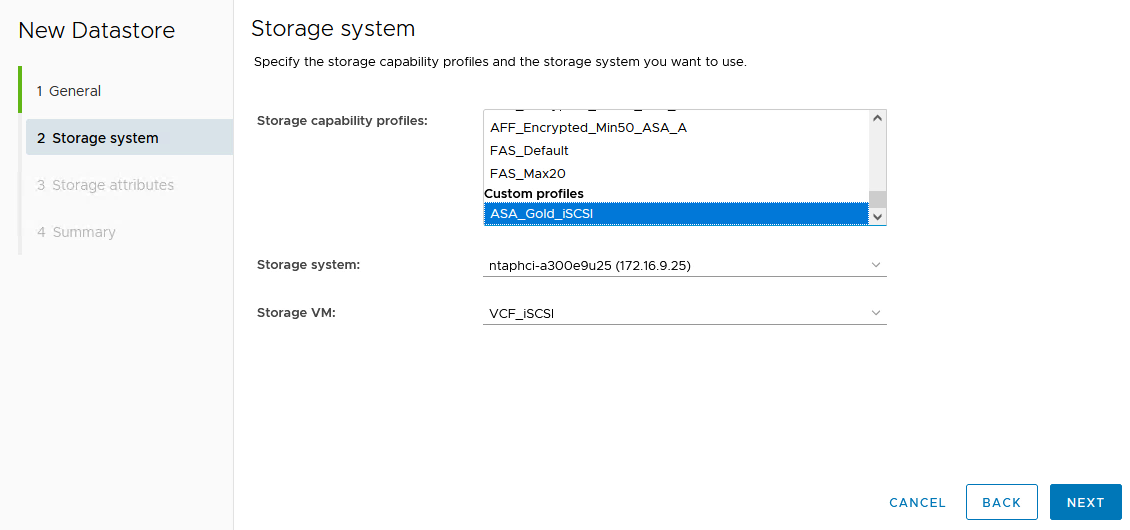 New Datastore
1 General
2 Storage system
3 Storage attributes
4 Summary
Storage system
Specify the storage capability profiles and the storage system you want to use.
Storage capability profiles:
AFF_Encrypted_Min50_ASA_A
FAS_Default
FAS_Max20
Custom profiles
ASA_Gold_iSCSI
Storage system:
ntaphci-a300e9u25 (172.16.9.25)
Storage VM:
VCF_iSCSI
CANCEL
BACK
NEXT